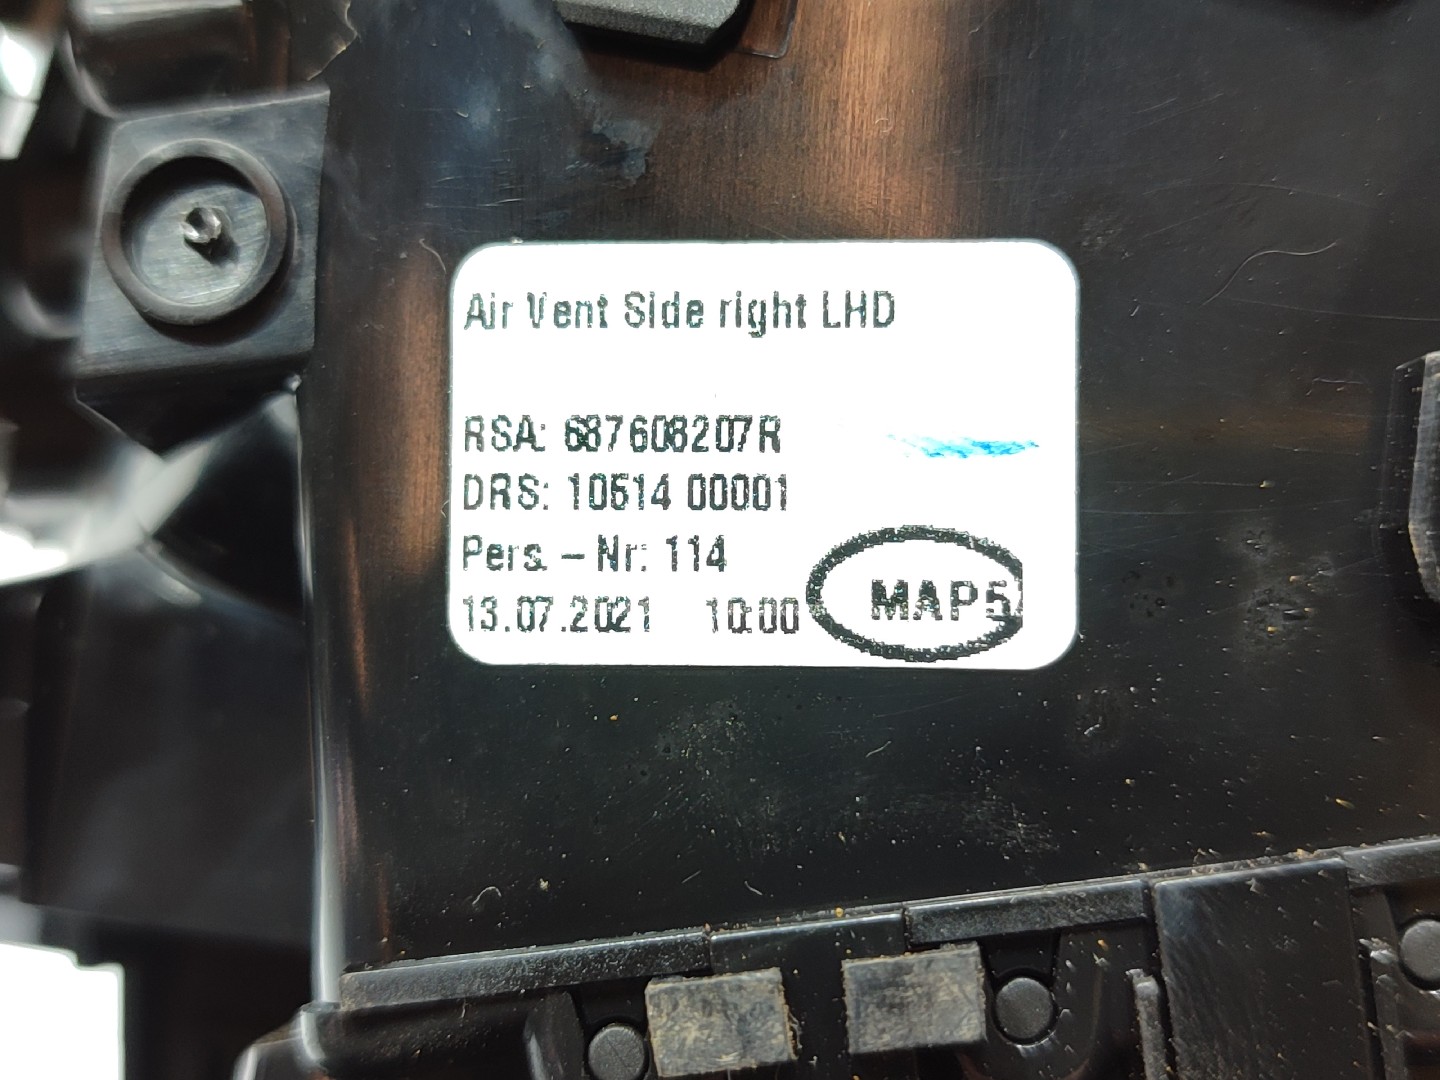 Air Vent Side right LHD
RSA: 687608207R
DRS: 10514 00001
Pers. - Nr: 114
13.07.2021 10:00
MAP5